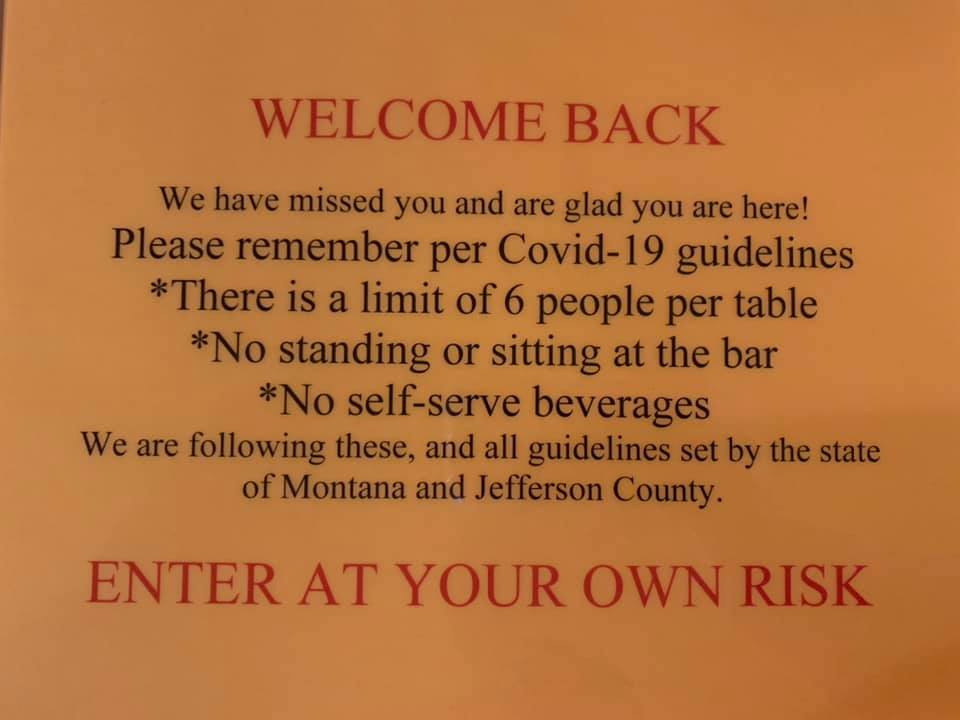 WELCOME BACK
We have missed you and are glad you are here!
Please remember per Covid-19 guidelines
*There is a limit of 6 people per table
*No standing or sitting at the bar
*No self-serve beverages
We are following these, and all guidelines set by the state
of Montana and Jefferson County.
ENTER AT YOUR OWN RISK